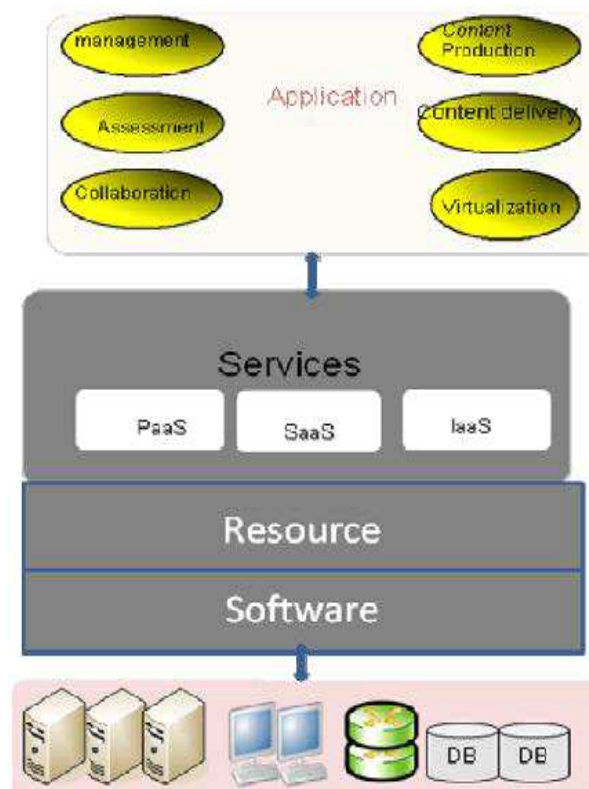 management
Content
Production
Application
Assessment
Content delivery
Collaboration
Virtualization
Services
PaaS
SaaS
IaaS
Resource
Software
DB
DB